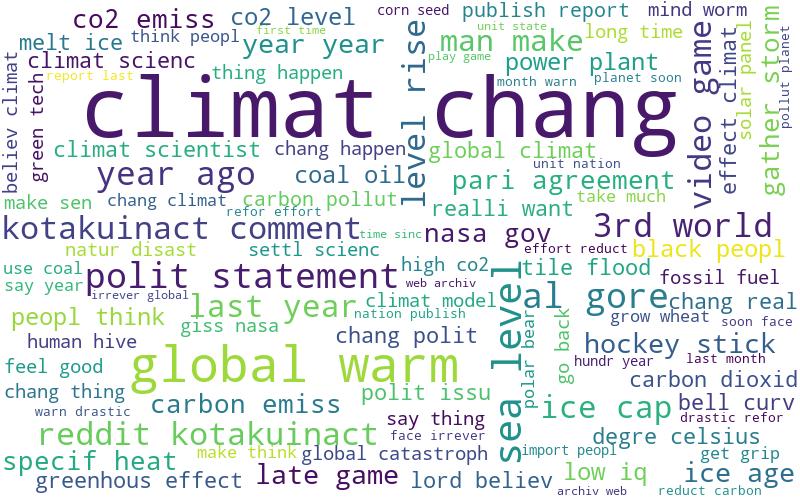 co2 emiss
co2 level
corn seed
publish report
mind worm
melt ice
think peopl
first time
year year
unit state
man make
long time
climat scienc
play game
power plant
report last
thing happen
month warn
planet soon
climat chang
believ climat
green tech
level rise
video game
effect climat
solar panel
gather storm
pollut planet
climat scientist
chang happen
global climat
year ago
coal oil
unit nation
pari agreement
make sen
chang climat
carbon pollut
realli want
take much
refor effort
kotakuinact comment
time sinc
nasa gov
3rd world
natur disast
settl scienc
effort reduct
black peopl
use coal
say year
polit statement
high co2
tile flood
fossil fuel
web archiv
irrever global
last year
climat model
al gore
chang real
peopl think
giss nasa
nation publish
grow wheat
soon face
human hive
chang polit
sea level
polar bear
go back
hockey stick
global warm
hundr year
last month
feel good
chang thing
polit issu
carbon dioxid
warn drastic
carbon emiss
say thing
ice cap
bell curv
drastic refor
reddit kotakuinact
face irrever
degre celsius
make think
global catastroph
import peopl
get grip
specif heat
greenhous effect
late game
lord believ
low iq
ice age
archiv web
reduct carbon